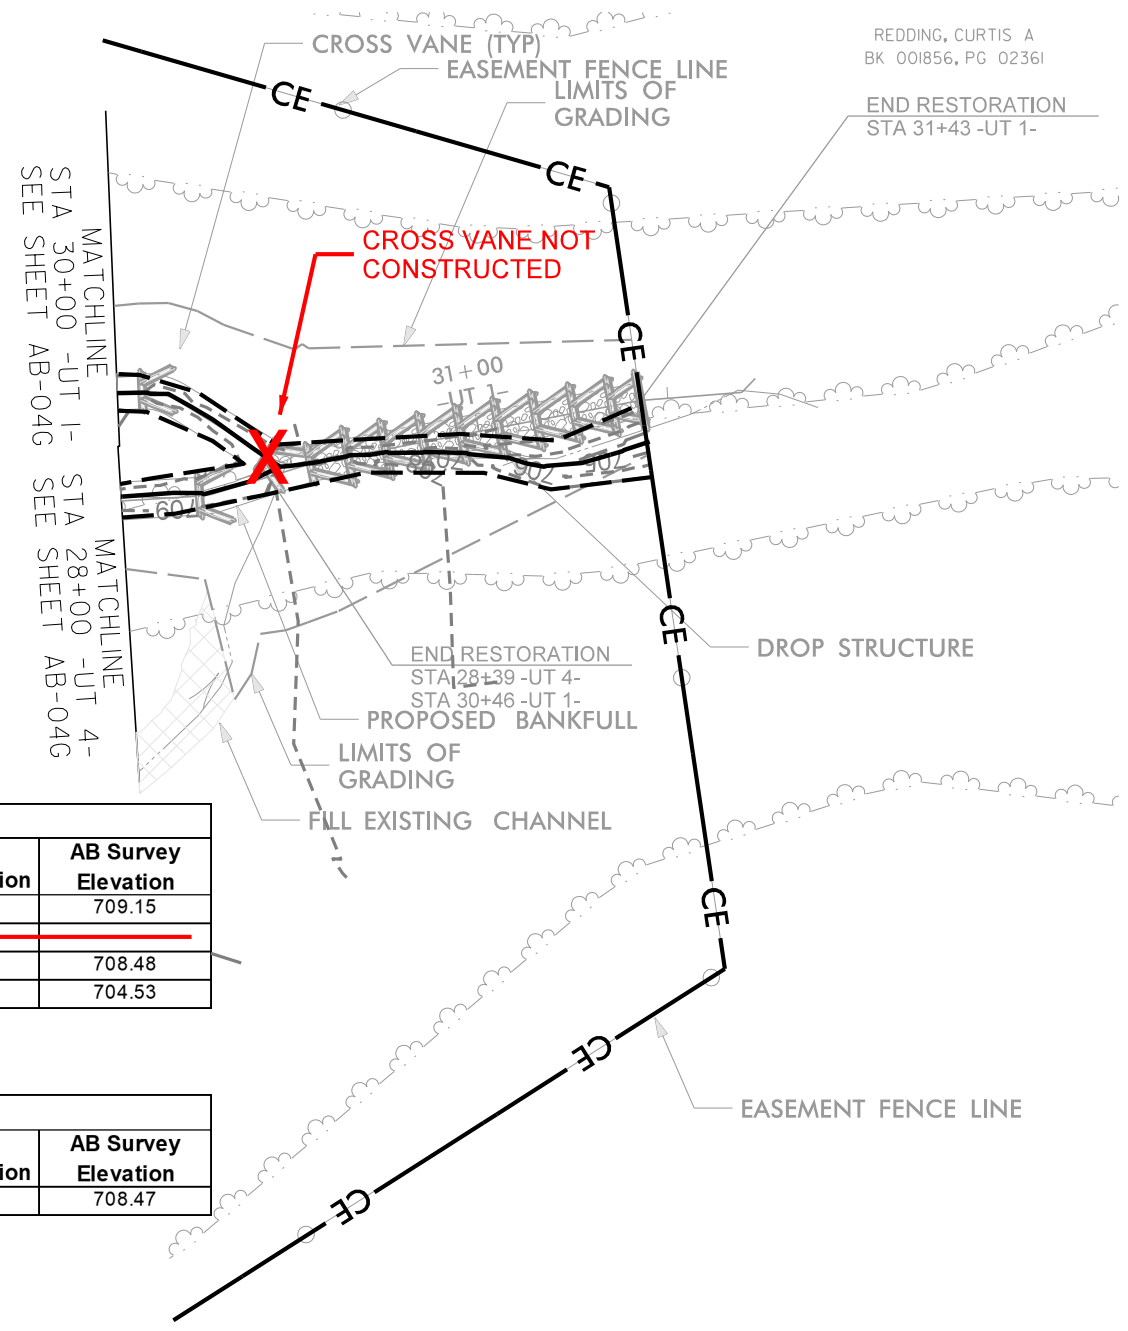 REDDING, CURTIS A
BK 001856, PG 02361
CROSS VANE (TYP)
EASEMENT FENCE LINE
LIMITS OF
GRADING
END RESTORATION
STA 31+43 -UT 1-
CE
CE
CROSS VANE NOT
CONSTRUCTED
MATCHLINE
STA 30+00 -UT 1-
SEE SHEET AB-04G
CE
31+00
-UT 1-
X
709
MATCHLINE
STA 28+00 -UT 4-
SEE SHEET AB-04G
CE
DROP STRUCTURE
END RESTORATION
STA 28+39 -UT 4-
STA 30+46 -UT 1-
PROPOSED BANKFULL
LIMITS OF
GRADING
FILL EXISTING CHANNEL
AB Survey
ion Elevation
709.15
708.48
704.53
CE
CE
EASEMENT FENCE LINE
AB Survey
ion Elevation
708.47
CE